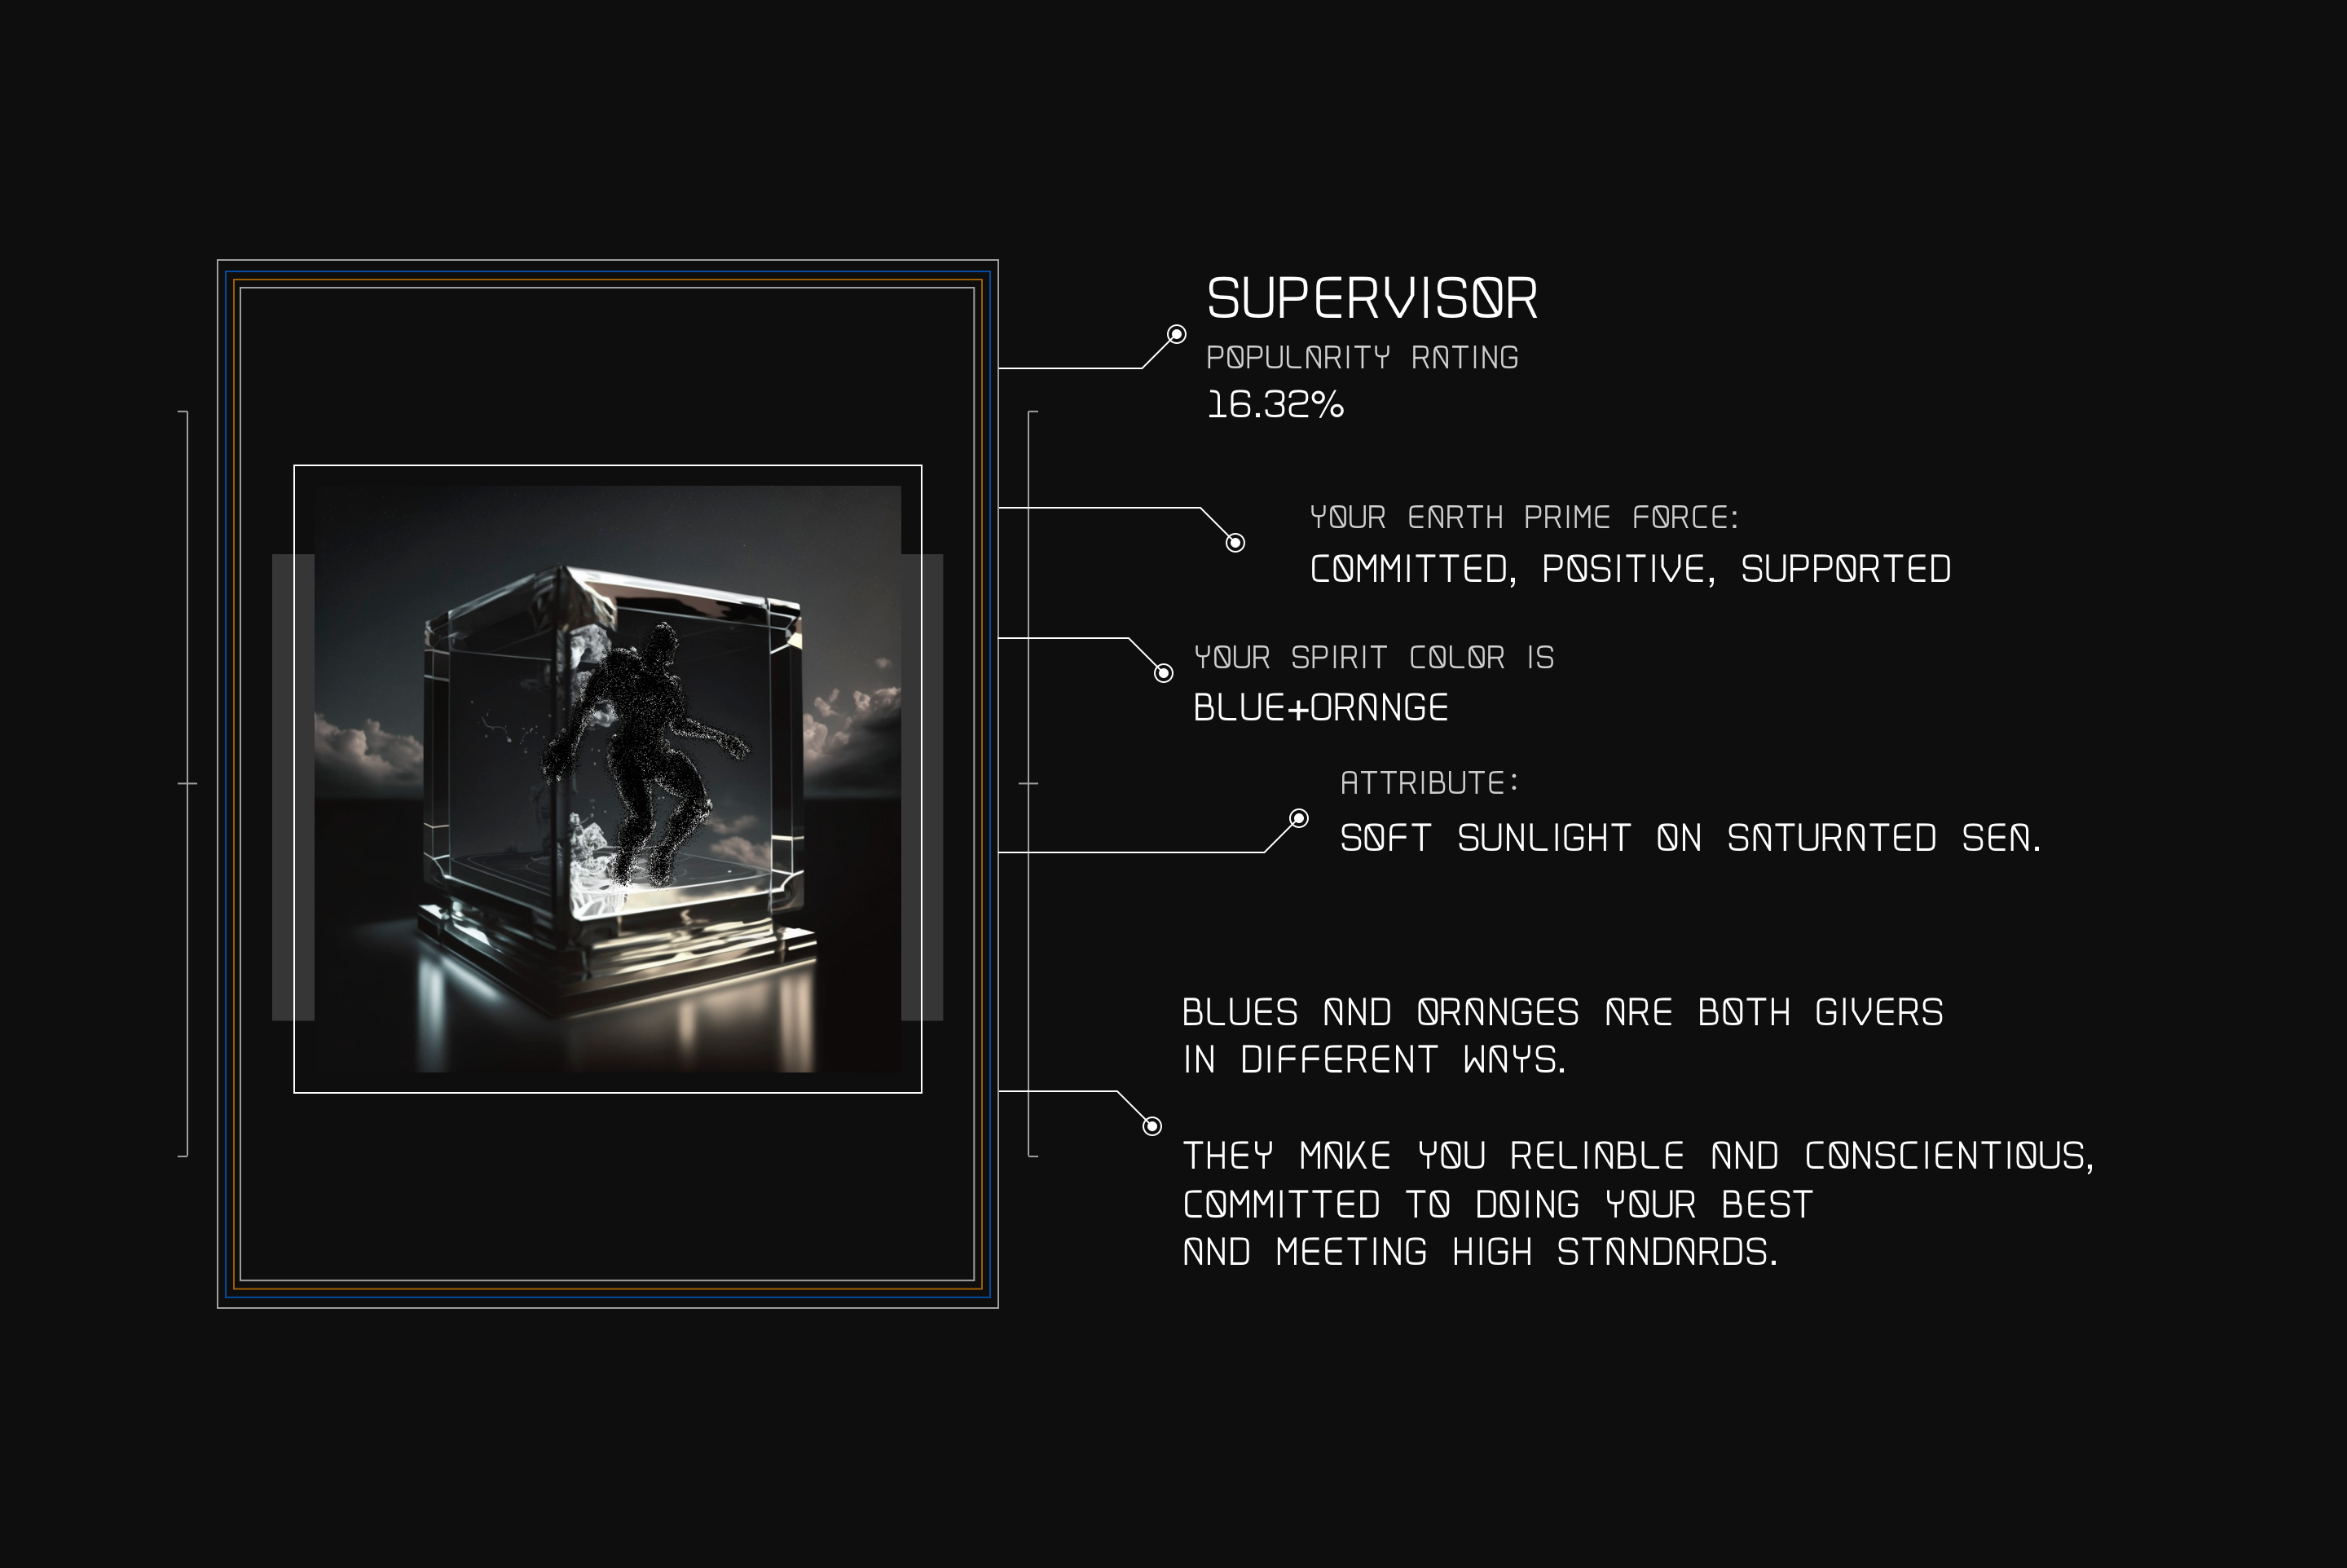 SUPERVISOR
POPULARITY RATING
16.32%
YOUR EARTH PRIME FORCE:
COMMITTED, POSITIVE, SUPPORTED
YOUR SPIRIT COLOR IS
BLUE+ORANGE
ATTRIBUTE:
SOFT SUNLIGHT ON SATURATED SEA.
BLUES AND ORANGES ARE BOTH GIVERS
IN DIFFERENT WAYS.
THEY MAKE YOU RELIABLE AND CONSCIENTIOUS,
COMMITTED TO DOING YOUR BEST
AND MEETING HIGH STANDARDS.